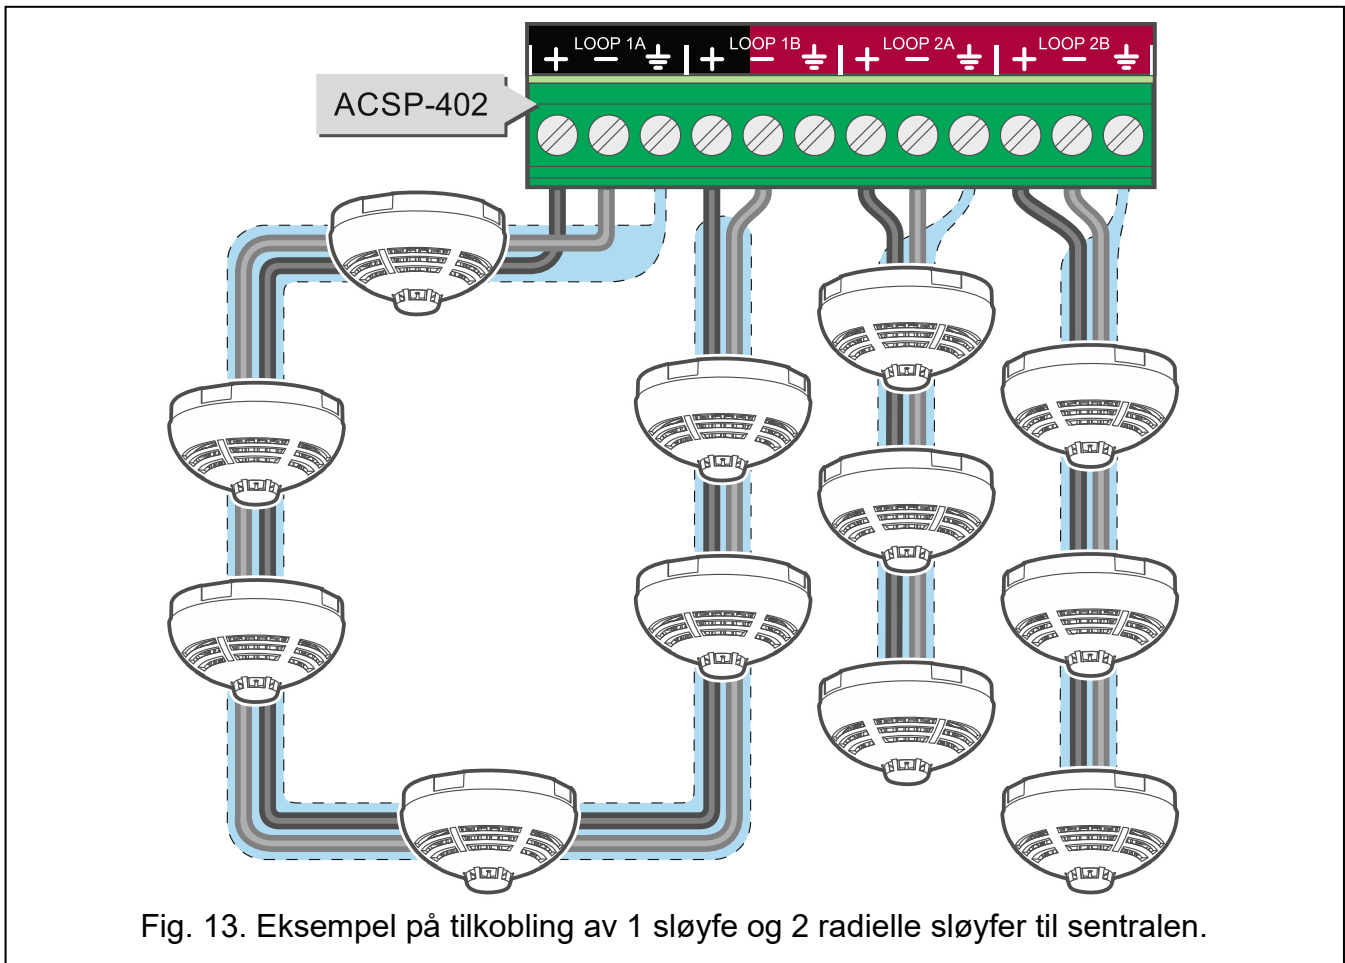 LOOP 1A LOOP 1B LOOP 2A LOOP 2B
+ − ⏚ + − ⏚ + − ⏚ + − ⏚
ACSP-402
Fig. 13. Eksempel på tilkobling av 1 sløyfe og 2 radielle sløyfer til sentralen.